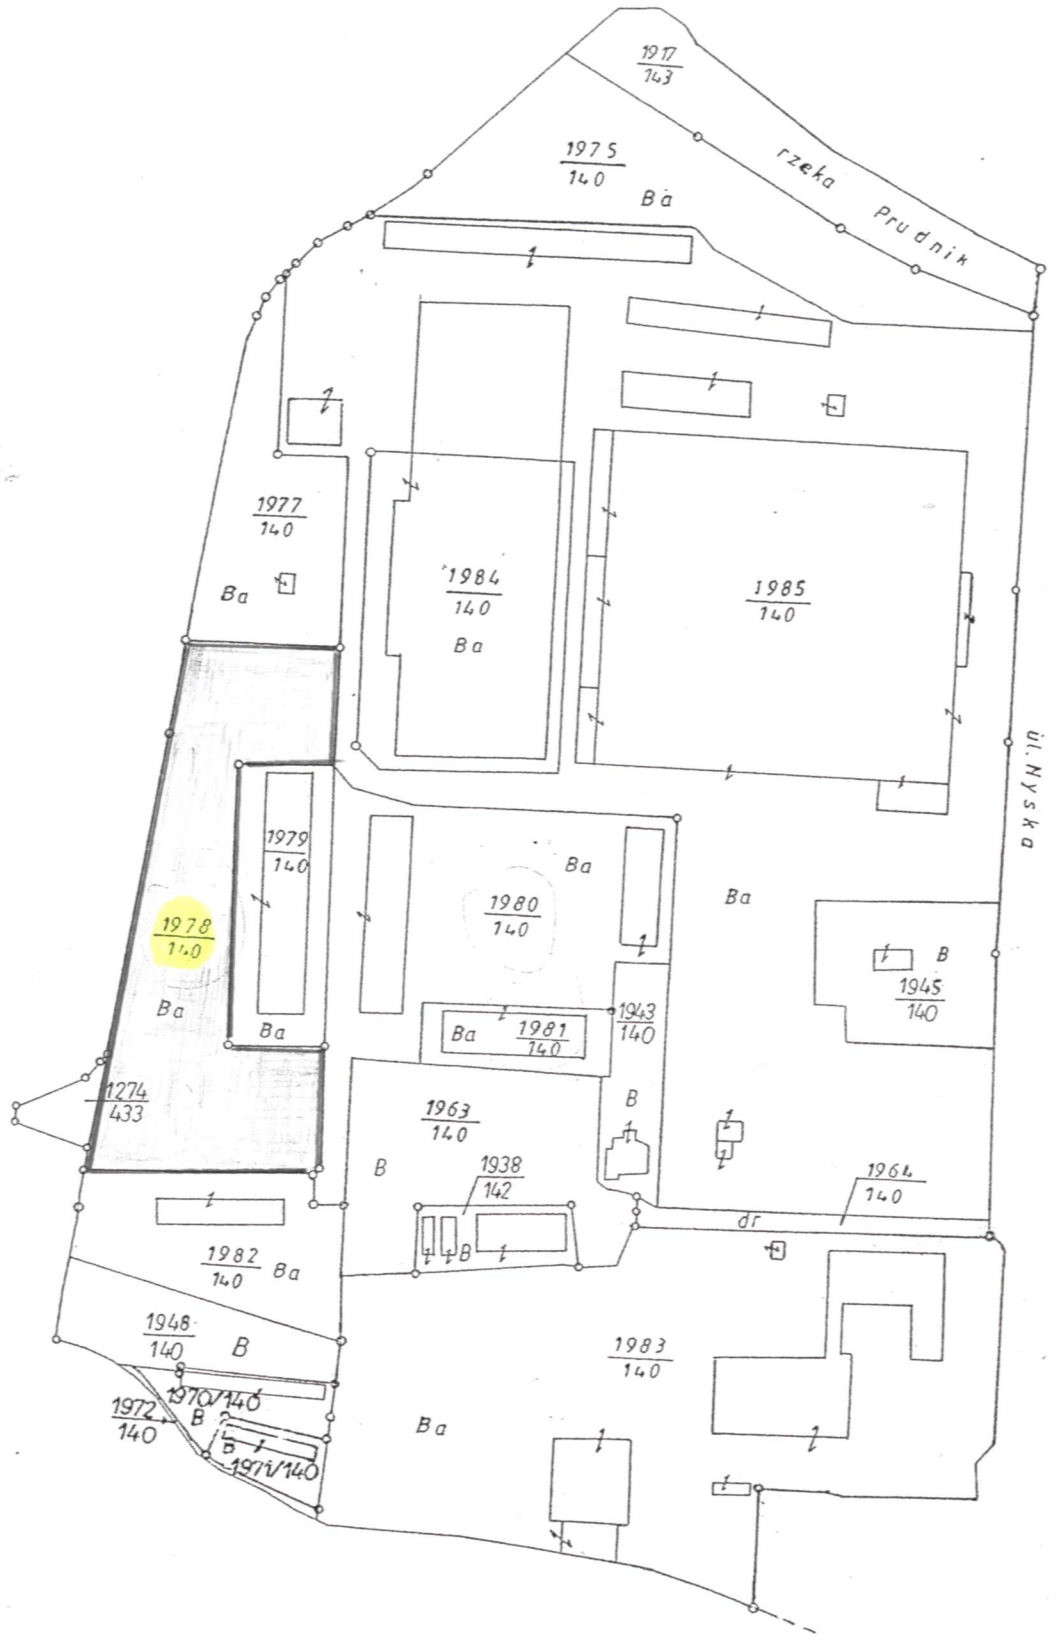 1917
143
1975
140
Ba
rzeka Prudnik
1977
140
Ba
1984
140
Ba
1985
140
ul. Nyska
1979
140
Ba
1980
140
Ba
Ba
1978
140
Ba
B
1945
140
Ba
1981
140
1943
140
B
1274
433
1963
140
B
1938
142
B
1964
140
dr
1982
140
Ba
1948
140
B
1983
140
Ba
1970/140
B
1972
140
B
1971/140